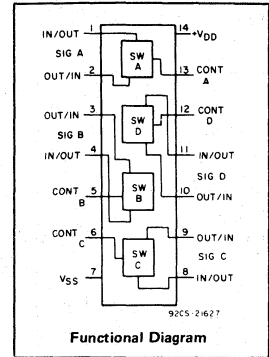 1 14
IN/OUT +VDD
SIG A SW A
2 13 CONT A
OUT/IN
3 12 CONT D
OUT/IN
SIG B SW D
4 11
IN/OUT IN/OUT
SIG D
CONT B 5 SW B 10 OUT/IN
CONT C 6 9 OUT/IN
SW C SIG C
VSS 7 8 IN/OUT
92CS-21627
Functional Diagram